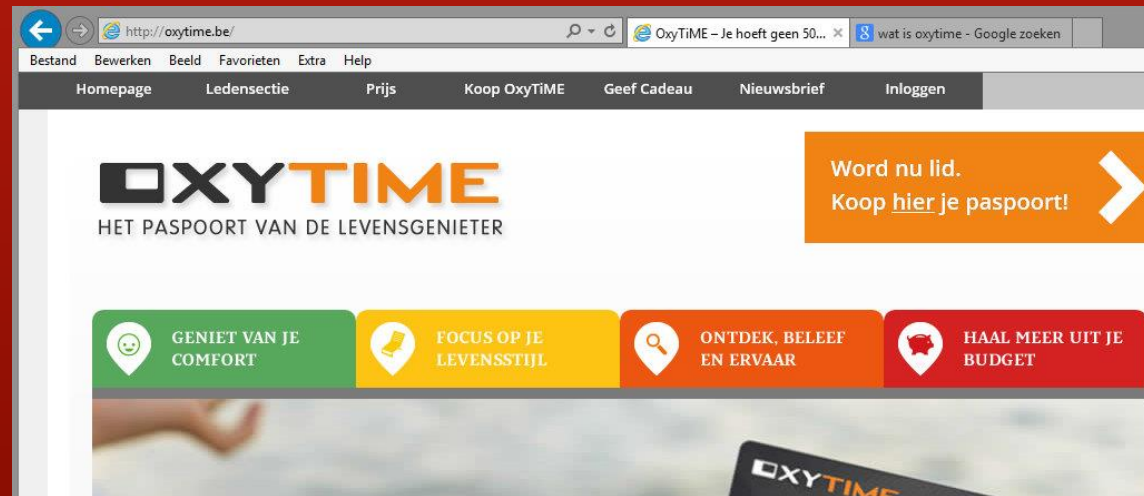 http://oxytime.be/
OxyTiME – Je hoeft geen 50...
wat is oxytime - Google zoeken
Bestand Bewerken Beeld Favorieten Extra Help
Homepage Ledensectie Prijs Koop OxyTiME Geef Cadeau Nieuwsbrief Inloggen
OXYTIME
HET PASPOORT VAN DE LEVENSGENIETER
Word nu lid.
Koop hier je paspoort!
GENIET VAN JE
COMFORT
FOCUS OP JE
LEVENSSTIJL
ONTDEK, BELEEF
EN ERVAAR
HAAL MEER UIT JE
BUDGET
OXYTIME